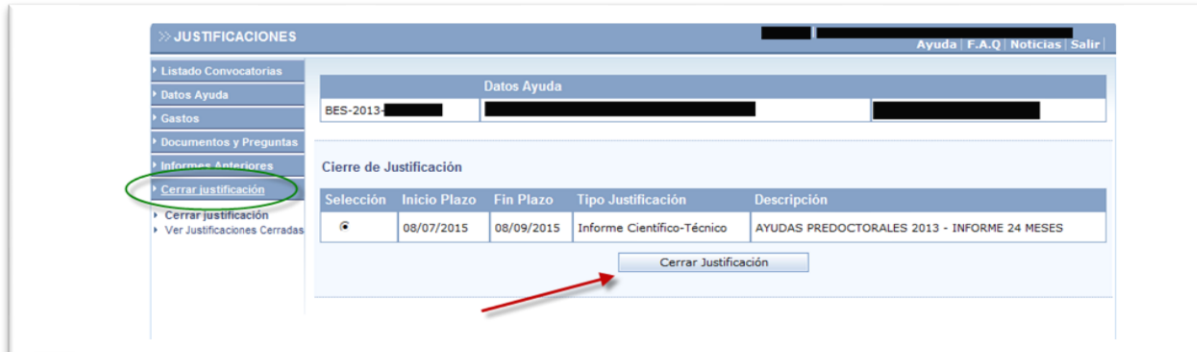 >> JUSTIFICACIONES
Ayuda | F.A.Q | Noticias | Salir |
Listado Convocatorias
Datos Ayuda
Gastos
Documentos y Preguntas
Informes Anteriores
Cerrar justificación
Cerrar justificación
Ver Justificaciones Cerradas
Datos Ayuda
BES-2013-
Cierre de Justificación
Selección Inicio Plazo Fin Plazo Tipo Justificación Descripción
08/07/2015 08/09/2015 Informe Científico-Técnico AYUDAS PREDOCTORALES 2013 - INFORME 24 MESES
Cerrar Justificación